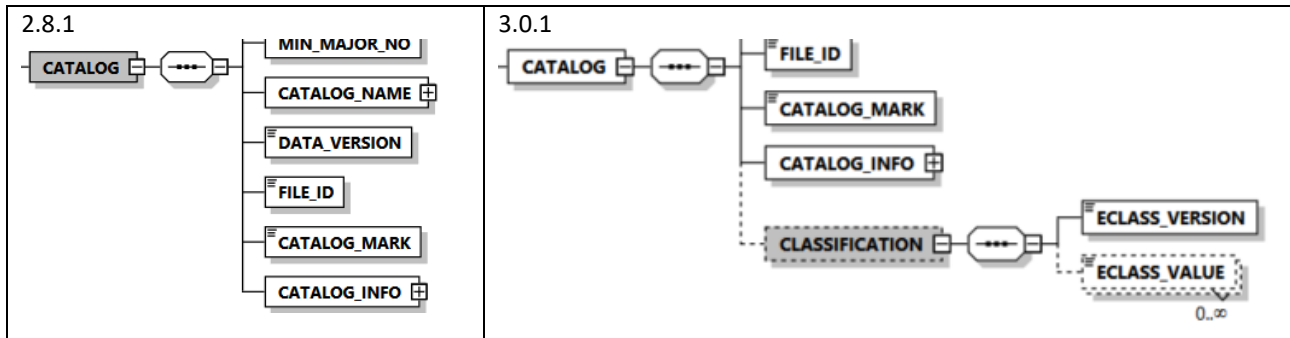 2.8.1
MIN_MAJOR_NO
CATALOG
CATALOG_NAME
DATA_VERSION
FILE_ID
CATALOG_MARK
CATALOG_INFO
3.0.1
FILE_ID
CATALOG
CATALOG_MARK
CATALOG_INFO
CLASSIFICATION
ECLASS_VERSION
ECLASS_VALUE
0..∞